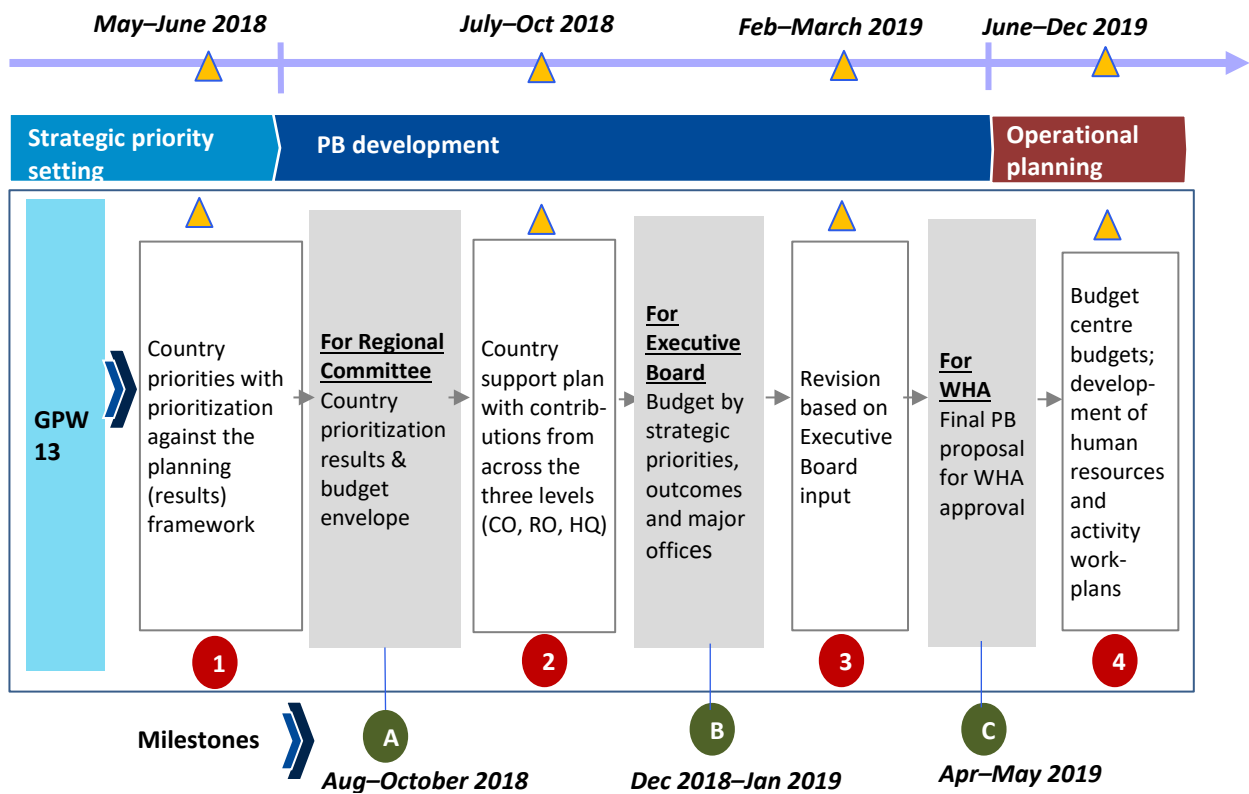 May–June 2018
July–Oct 2018
Feb–March 2019
June–Dec 2019
Strategic priority
setting
PB development
Operational
planning
GPW
13
Country
priorities with
prioritization
against the
planning
(results)
framework
For Regional
Committee
Country
prioritization
results &
budget
envelope
Country
support plan
with contrib-
utions from
across the
three levels
(CO, RO, HQ)
For
Executive
Board
Budget by
strategic
priorities,
outcomes
and major
offices
Revision
based on
Executive
Board
input
For
WHA
Final PB
proposal
for WHA
approval
Budget
centre
budgets;
develop-
ment of
human
resources
and
activity
work-
plans
1
2
3
4
Milestones
A
B
C
Aug–October 2018
Dec 2018–Jan 2019
Apr–May 2019